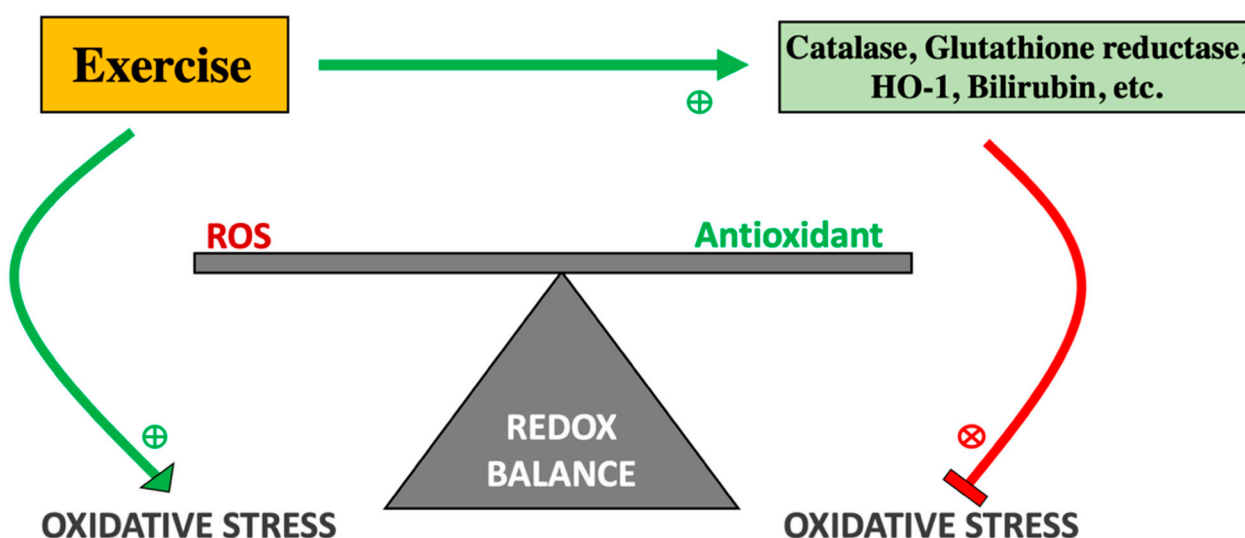 Exercise
Catalase, Glutathione reductase,
HO-1, Bilirubin, etc.
ROS
Antioxidant
REDOX
BALANCE
OXIDATIVE STRESS
OXIDATIVE STRESS